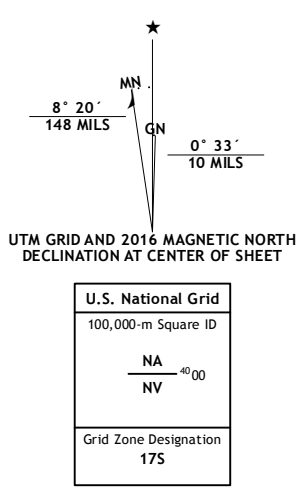 ★
MN
8° 20´
148 MILS
GN
0° 33´
10 MILS
UTM GRID AND 2016 MAGNETIC NORTH
DECLINATION AT CENTER OF SHEET
U.S. National Grid
100,000-m Square ID
NA
4000
NV
Grid Zone Designation
17S